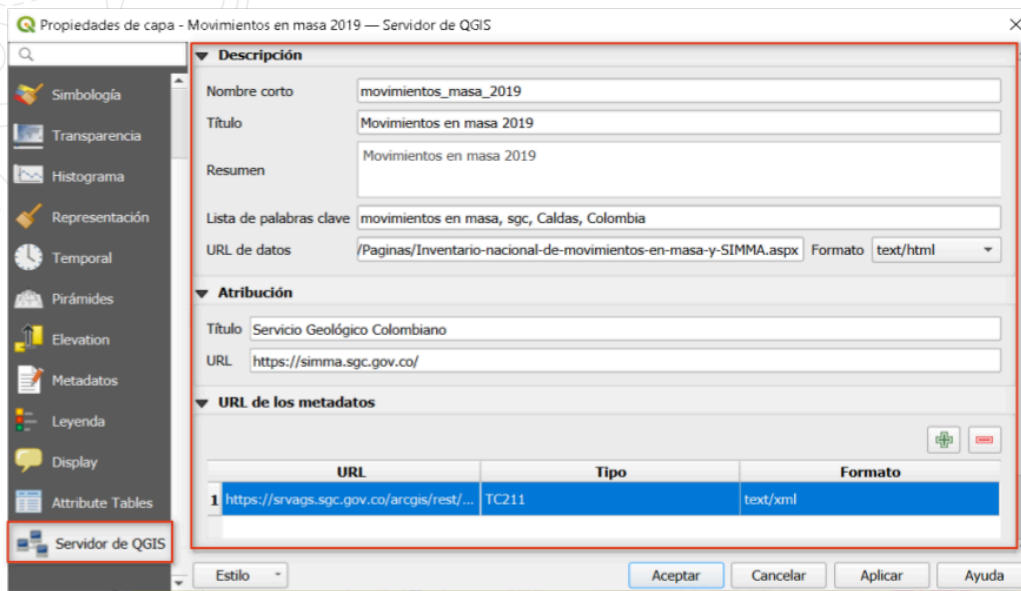 Propiedades de capa - Movimientos en masa 2019 — Servidor de QGIS
Simbología
Transparencia
Histograma
Representación
Temporal
Pirámides
Elevation
Metadatos
Leyenda
Display
Attribute Tables
Servidor de QGIS
Descripción
Nombre corto movimientos_masa_2019
Título Movimientos en masa 2019
Resumen Movimientos en masa 2019
Lista de palabras clave movimientos en masa, sgc, Caldas, Colombia
URL de datos /Paginas/Inventario-nacional-de-movimientos-en-masa-y-SIMMA.aspx Formato text/html
Atribución
Título Servicio Geológico Colombiano
URL https://simma.sgc.gov.co/
URL de los metadatos
URL Tipo Formato
1 https://srvags.sgc.gov.co/arcgis/rest/... TC211 text/xml
Estilo Aceptar Cancelar Aplicar Ayuda